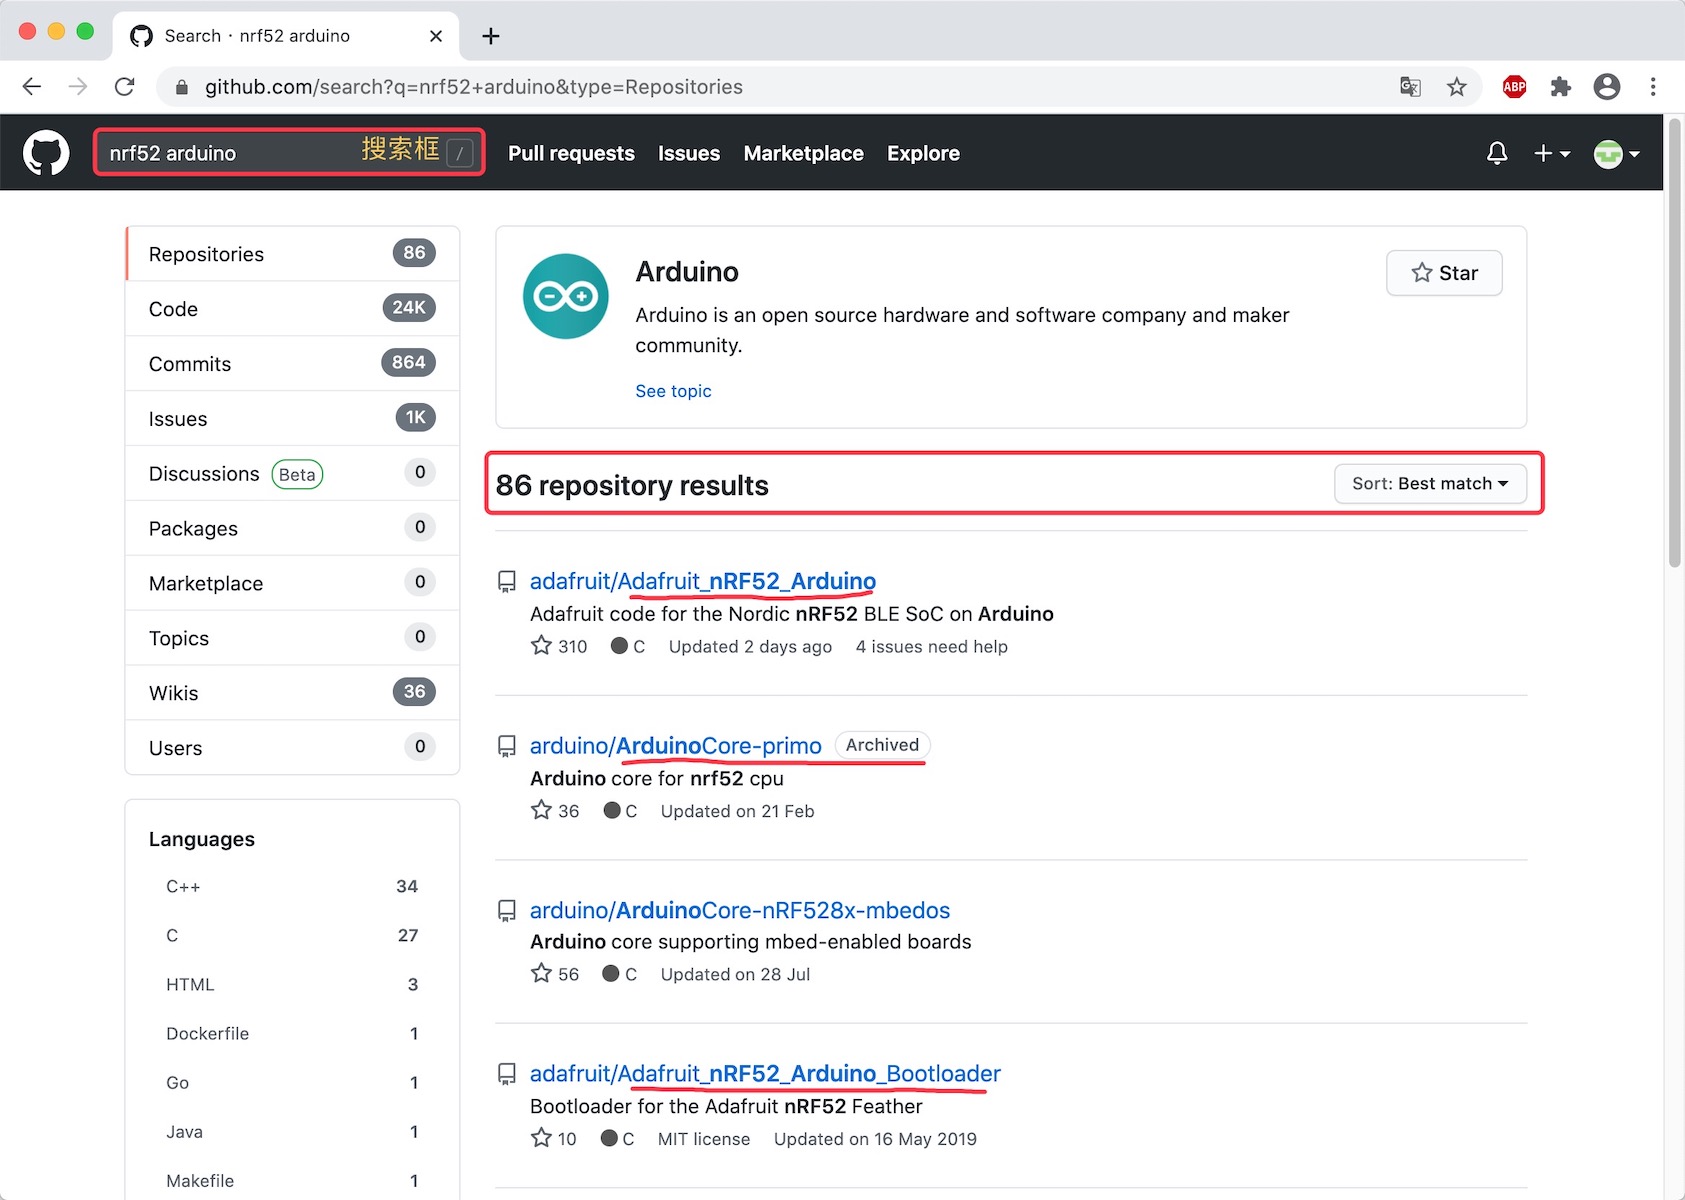 Search · nrf52 arduino
github.com/search?q=nrf52+arduino&type=Repositories
ABP
nrf52 arduino 搜索框 /
Pull requests Issues Marketplace Explore
Repositories 86
Code 24K
Commits 864
Issues 1K
Discussions Beta 0
Packages 0
Marketplace 0
Topics 0
Wikis 36
Users 0
Languages
C++ 34
C 27
HTML 3
Dockerfile 1
Go 1
Java 1
Makefile 1
Arduino
Star
Arduino is an open source hardware and software company and maker
community.
See topic
86 repository results
Sort: Best match
adafruit/Adafruit_nRF52_Arduino
Adafruit code for the Nordic nRF52 BLE SoC on Arduino
310 C Updated 2 days ago 4 issues need help
arduino/ArduinoCore-primo Archived
Arduino core for nrf52 cpu
36 C Updated on 21 Feb
arduino/ArduinoCore-nRF528x-mbedos
Arduino core supporting mbed-enabled boards
56 C Updated on 28 Jul
adafruit/Adafruit_nRF52_Arduino_Bootloader
Bootloader for the Adafruit nRF52 Feather
10 C MIT license Updated on 16 May 2019